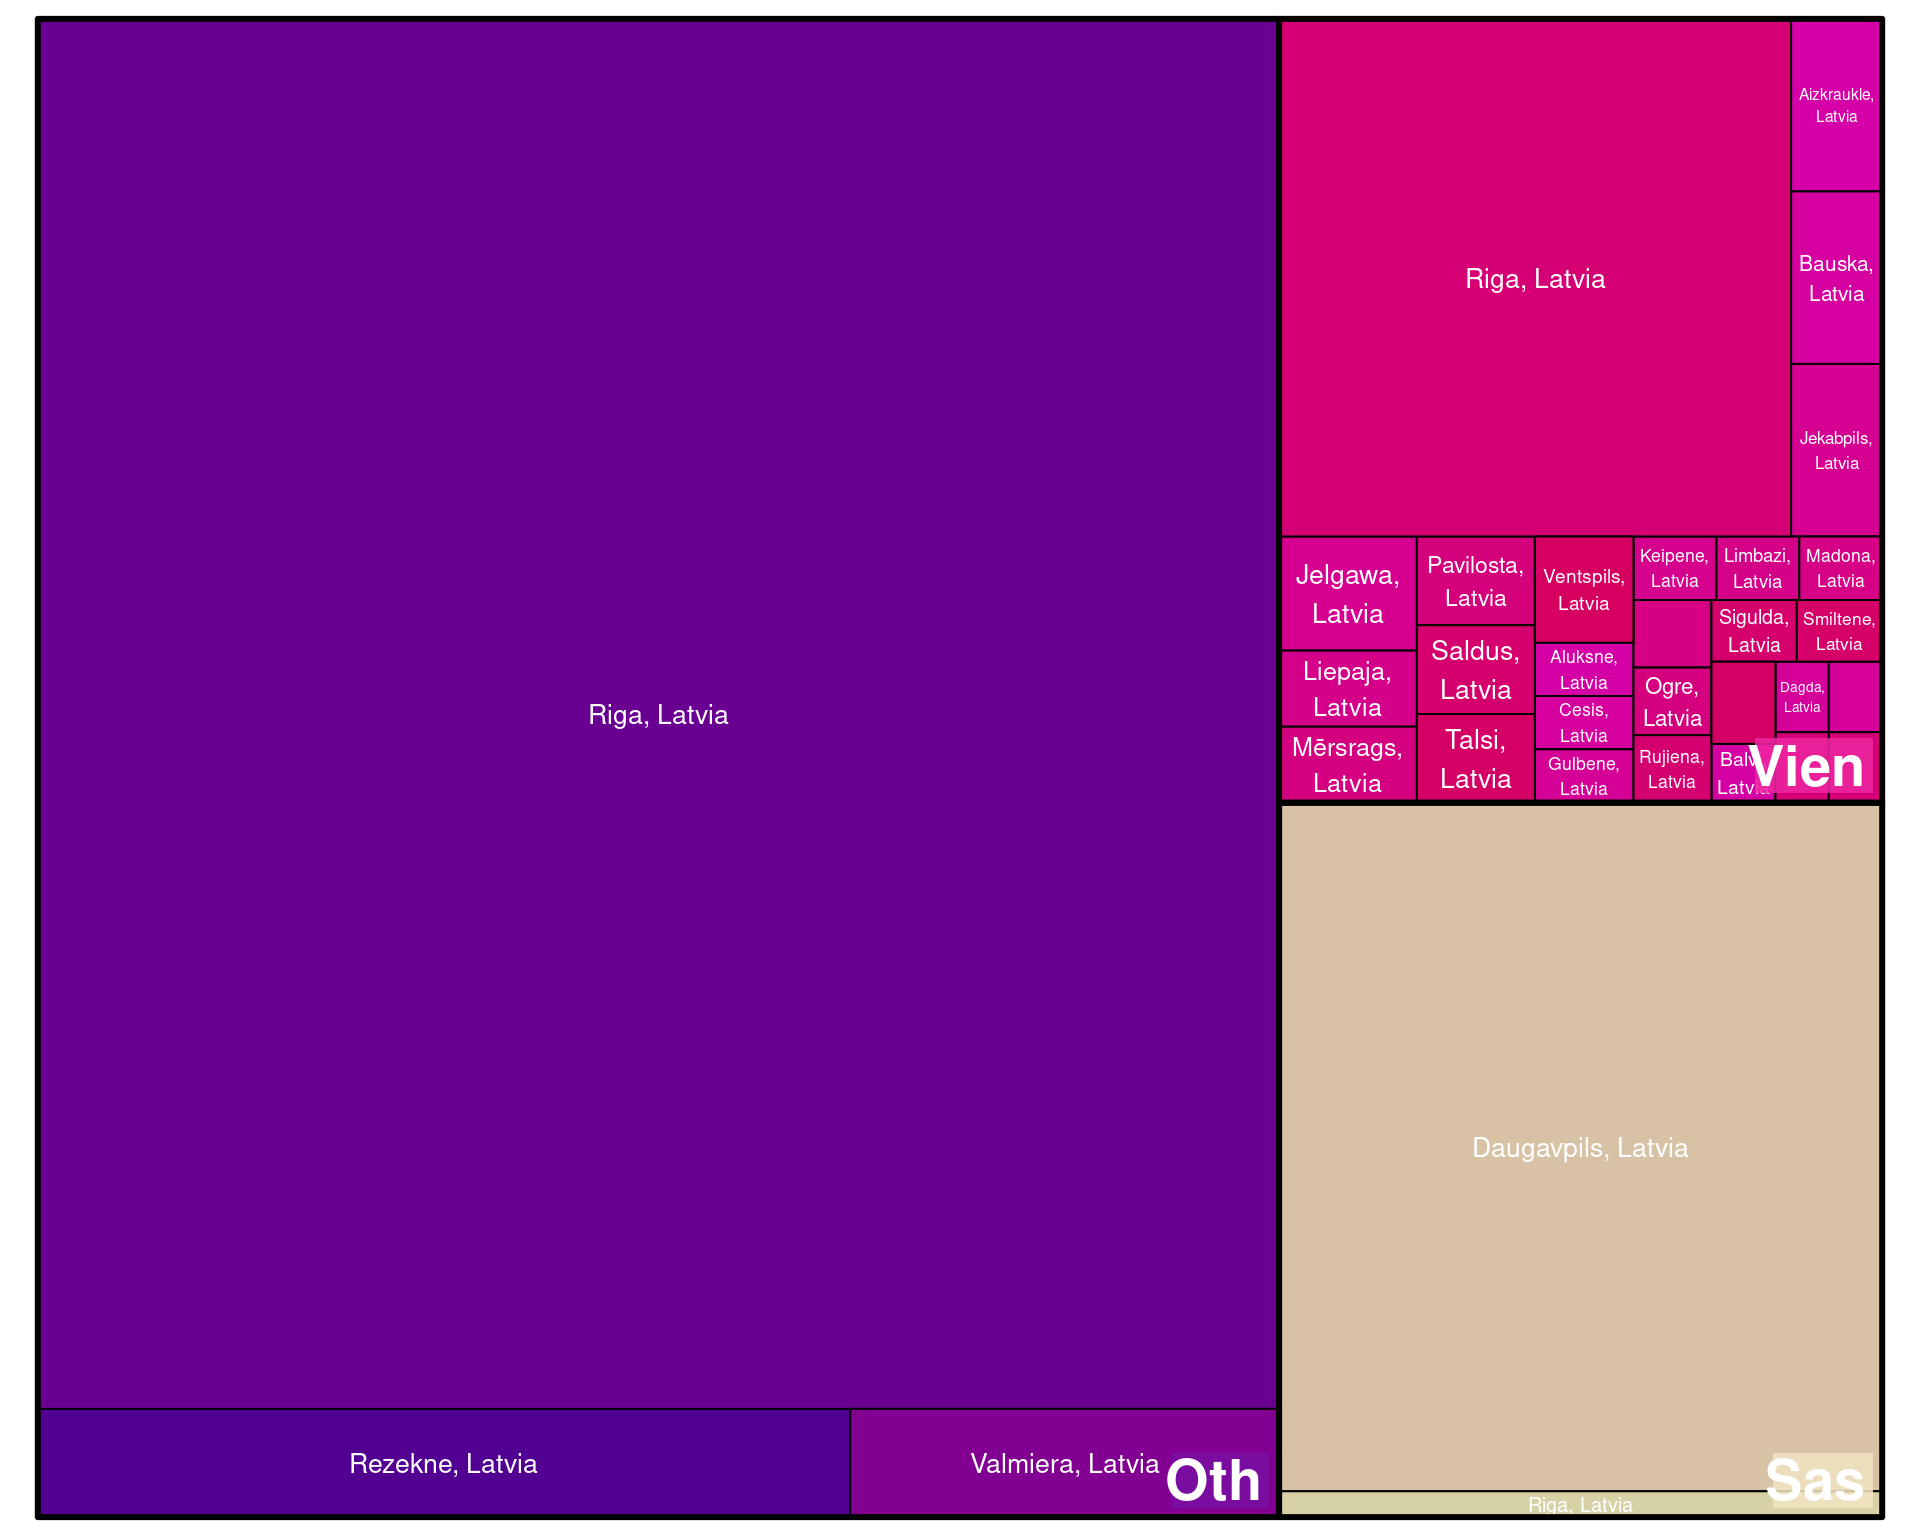 Riga, Latvia
Rezekne, Latvia
Valmiera, Latvia
Oth
Riga, Latvia
Aizkraukle,
Latvia
Bauska,
Latvia
Jekabpils,
Latvia
Jelgawa,
Latvia
Liepaja,
Latvia
Mērsrags,
Latvia
Pavilosta,
Latvia
Saldus,
Latvia
Talsi,
Latvia
Ventspils,
Latvia
Aluksne,
Latvia
Cesis,
Latvia
Gulbene,
Latvia
Keipene,
Latvia
Limbazi,
Latvia
Madona,
Latvia
Ogre,
Latvia
Rujiena,
Latvia
Sigulda,
Latvia
Smiltene,
Latvia
Dagda,
Latvia
Latvia
Vien
Daugavpils, Latvia
Riga, Latvia
Sas